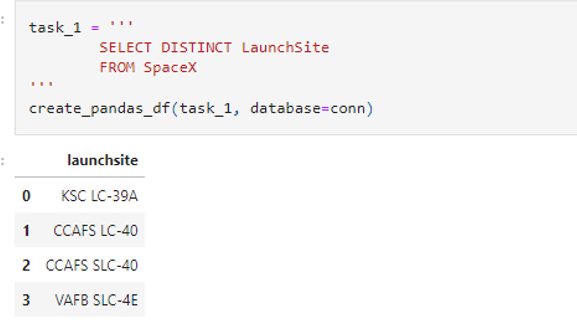 task_1 = '''
SELECT DISTINCT LaunchSite
FROM SpaceX
'''
create_pandas_df(task_1, database=conn)
launchsite
0 KSC LC-39A
1 CCAFS LC-40
2 CCAFS SLC-40
3 VAFB SLC-4E